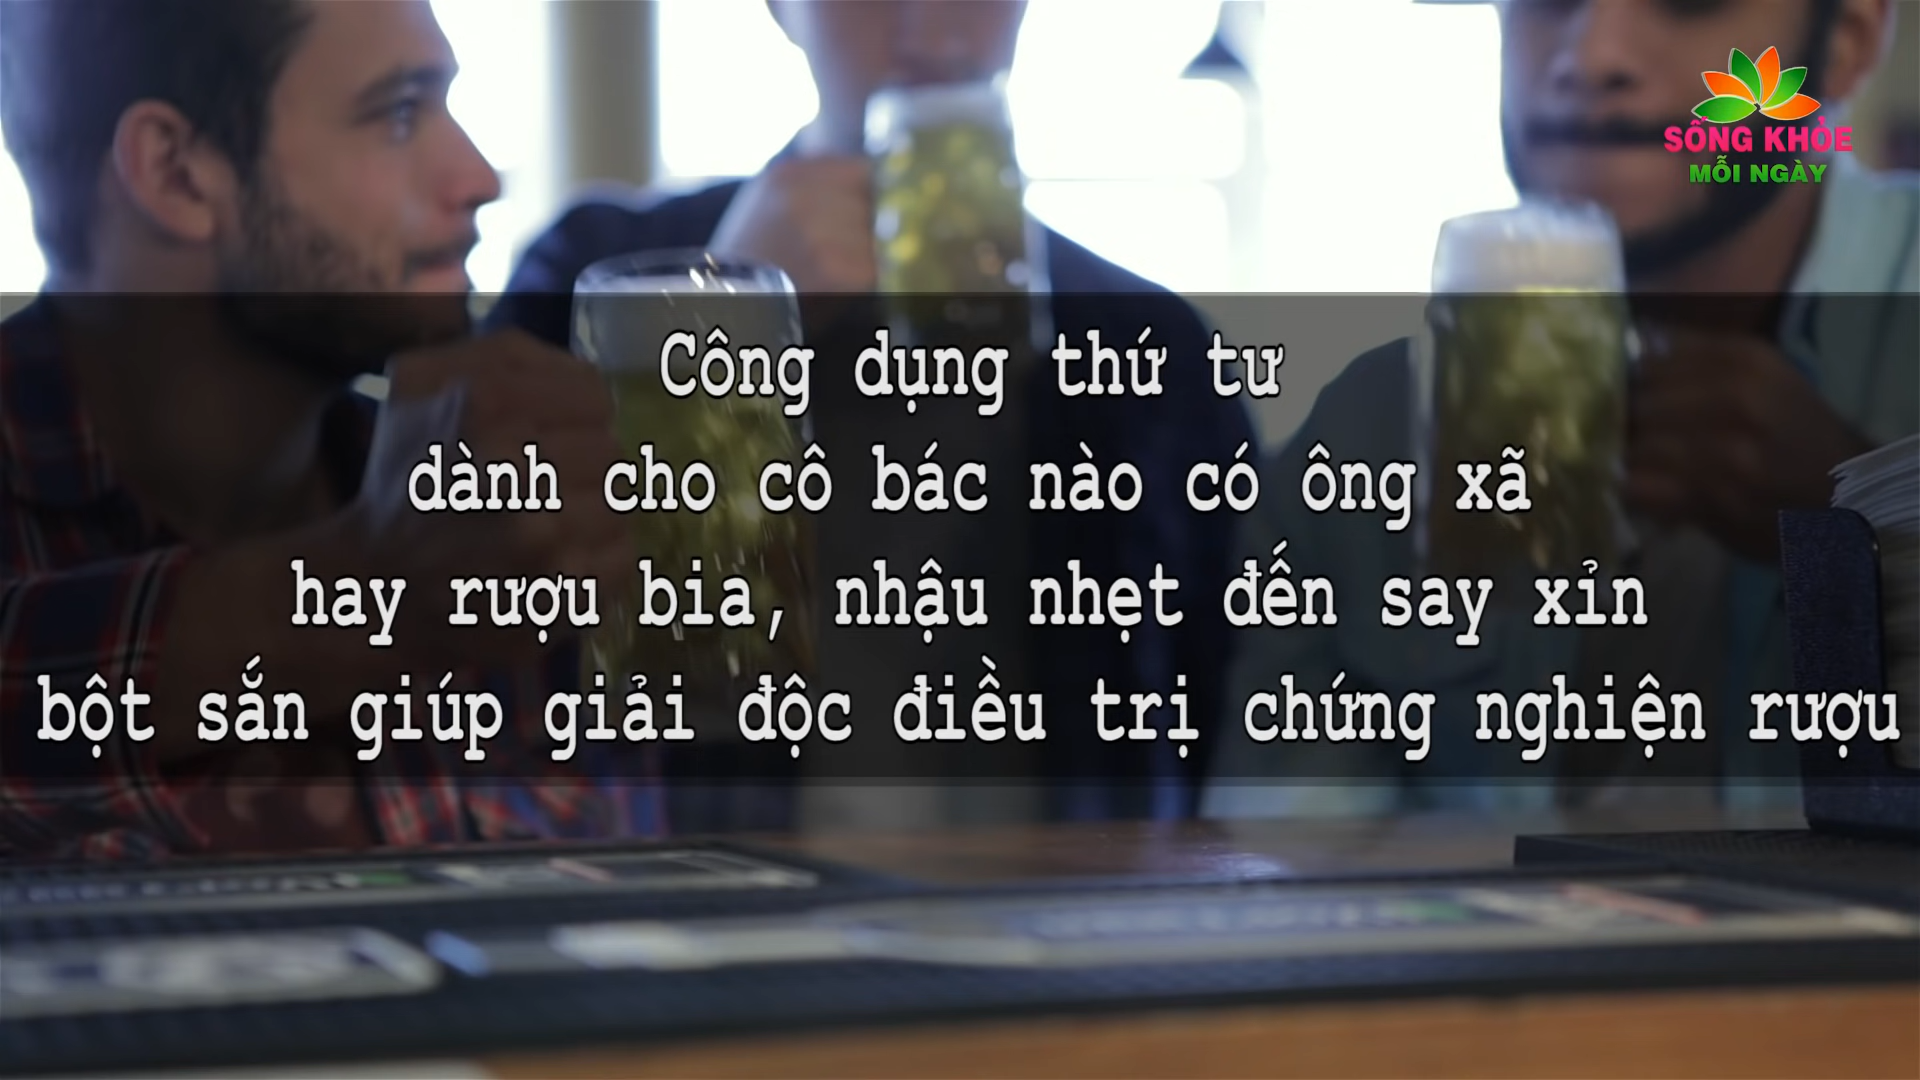 SỐNG KHỎE
MỖI NGÀY
Công dụng thứ tư
dành cho cô bác nào có ông xã
hay rượu bia, nhậu nhẹt đến say xỉn
bột sắn giúp giải độc điều trị chứng nghiện rượu